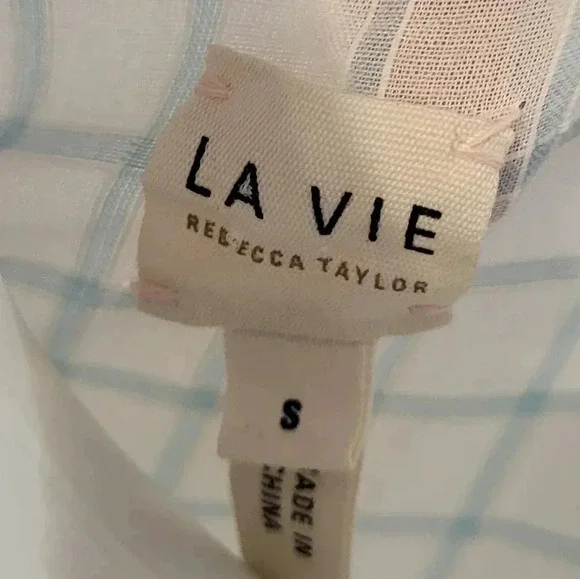 LA VIE
REBECCA TAYLOR
S
MADE IN
CHINA